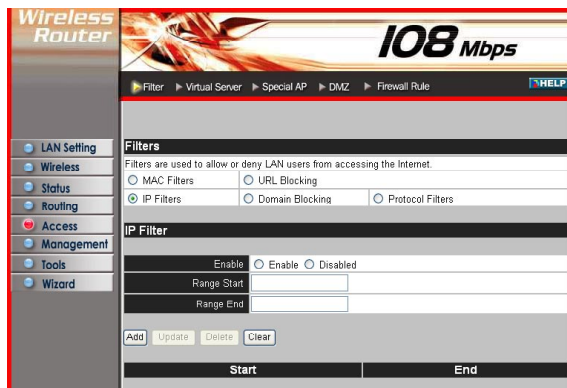 Wireless
Router
108 Mbps
Filter Virtual Server Special AP DMZ Firewall Rule HELP
LAN Setting
Wireless
Status
Routing
Access
Management
Tools
Wizard
Filters
Filters are used to allow or deny LAN users from accessing the Internet.
MAC Filters URL Blocking
IP Filters Domain Blocking Protocol Filters
IP Filter
Enable Enable Disabled
Range Start
Range End
Add Update Delete Clear
Start End